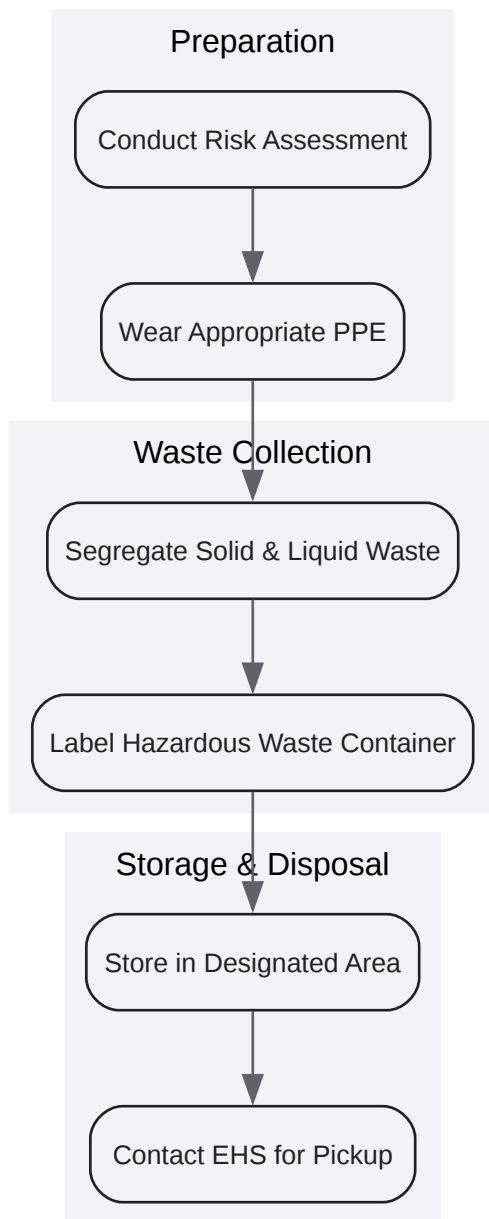 Preparation
Conduct Risk Assessment
Wear Appropriate PPE
Waste Collection
Segregate Solid & Liquid Waste
Label Hazardous Waste Container
Storage & Disposal
Store in Designated Area
Contact EHS for Pickup